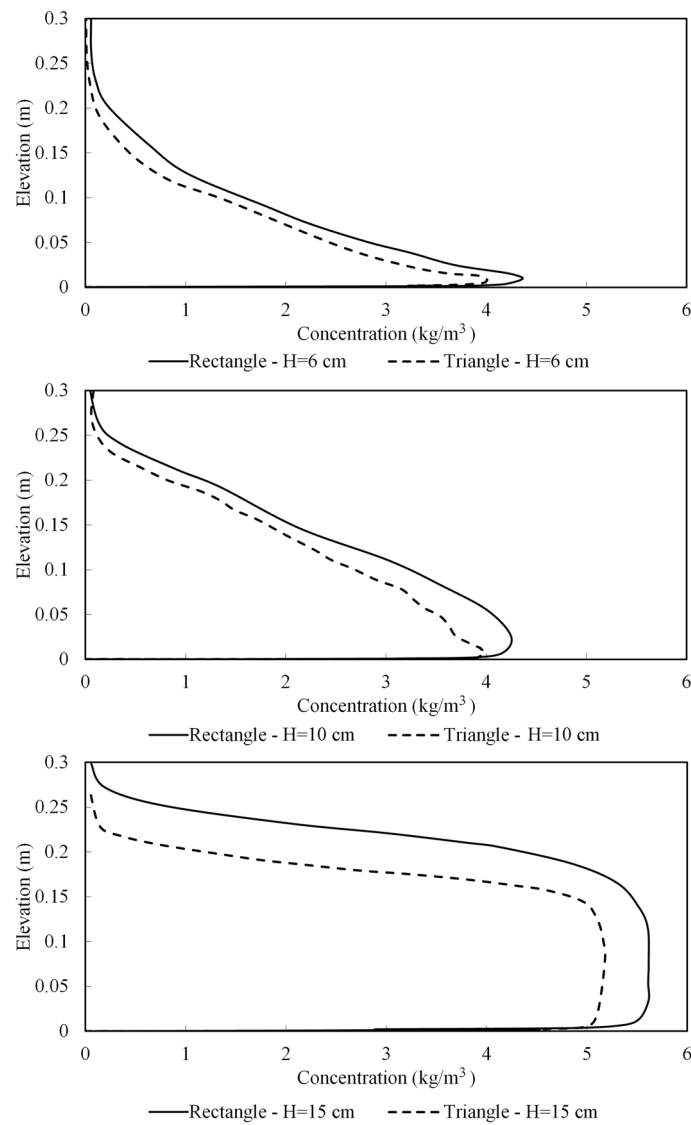 0.3
0.25
0.2
0.15
0.1
0.05
0
Elevation (m)
0 1 2 3 4 5 6
Concentration (kg/m³)
Rectangle - H=6 cm Triangle - H=6 cm
0.3
0.25
0.2
0.15
0.1
0.05
0
Elevation (m)
0 1 2 3 4 5 6
Concentration (kg/m³)
Rectangle - H=10 cm Triangle - H=10 cm
0.3
0.25
0.2
0.15
0.1
0.05
0
Elevation (m)
0 1 2 3 4 5 6
Concentration (kg/m³)
Rectangle - H=15 cm Triangle - H=15 cm